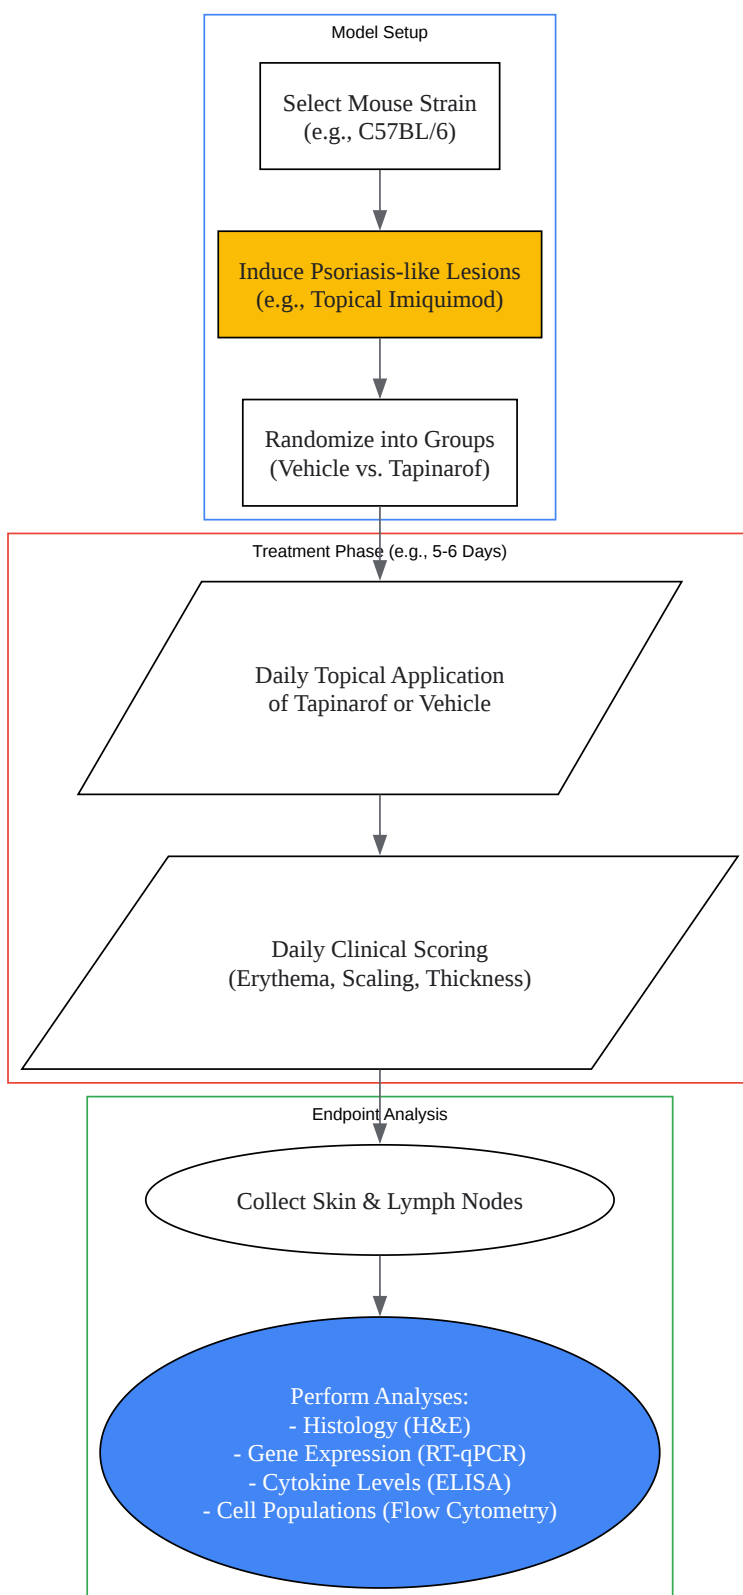 Model Setup
Select Mouse Strain
(e.g., C57BL/6)
Induce Psoriasis-like Lesions
(e.g., Topical Imiquimod)
Randomize into Groups
(Vehicle vs. Tapinarof)
Treatment Phase (e.g., 5-6 Days)
Daily Topical Application
of Tapinarof or Vehicle
Daily Clinical Scoring
(Erythema, Scaling, Thickness)
Endpoint Analysis
Collect Skin & Lymph Nodes
Perform Analyses:
- Histology (H&E)
- Gene Expression (RT-qPCR)
- Cytokine Levels (ELISA)
- Cell Populations (Flow Cytometry)